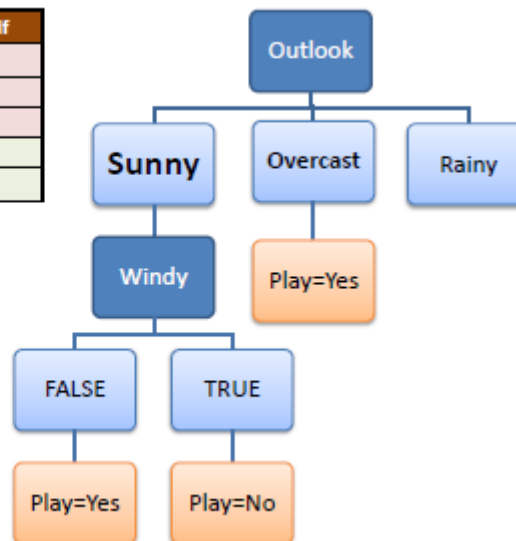 Outlook
Sunny
Overcast
Rainy
Windy
Play=Yes
FALSE
TRUE
Play=Yes
Play=No